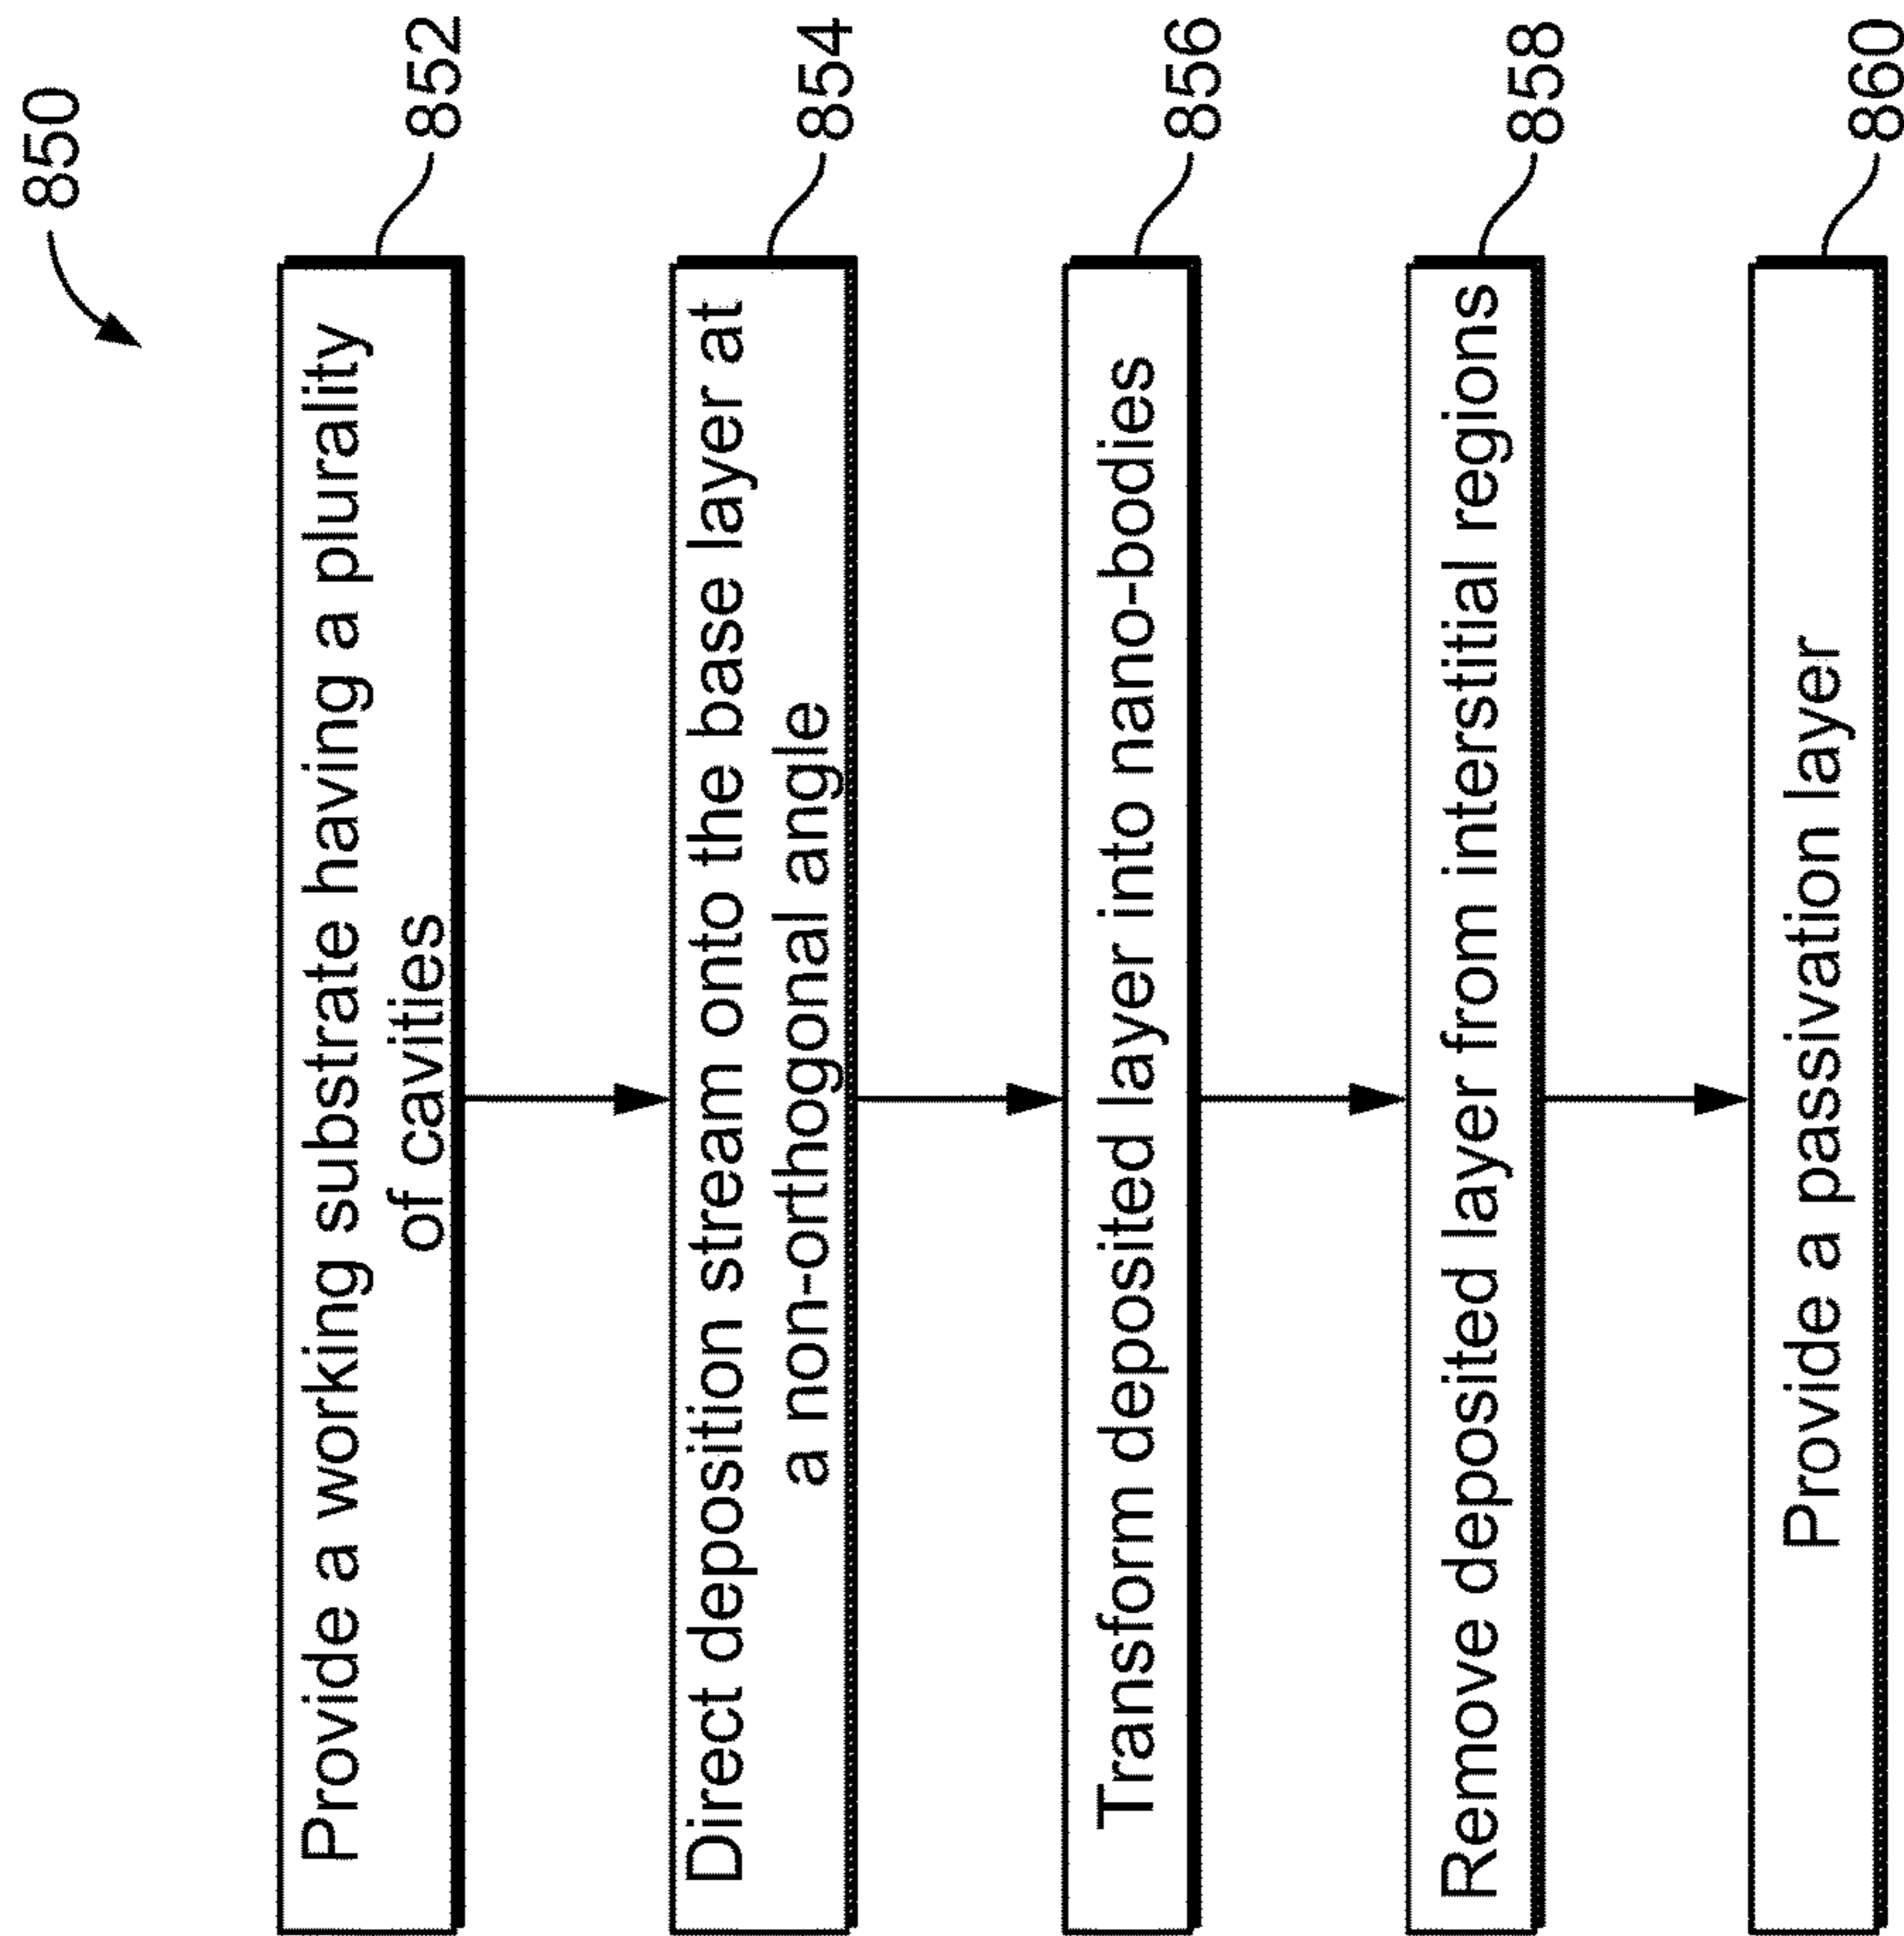 850
Provide a working substrate having a plurality
of cavities
852
Direct deposition stream onto the base layer at
a non-orthogonal angle
854
Transform deposited layer into nano-bodies
856
Remove deposited layer from interstitial regions
858
Provide a passivation layer
860